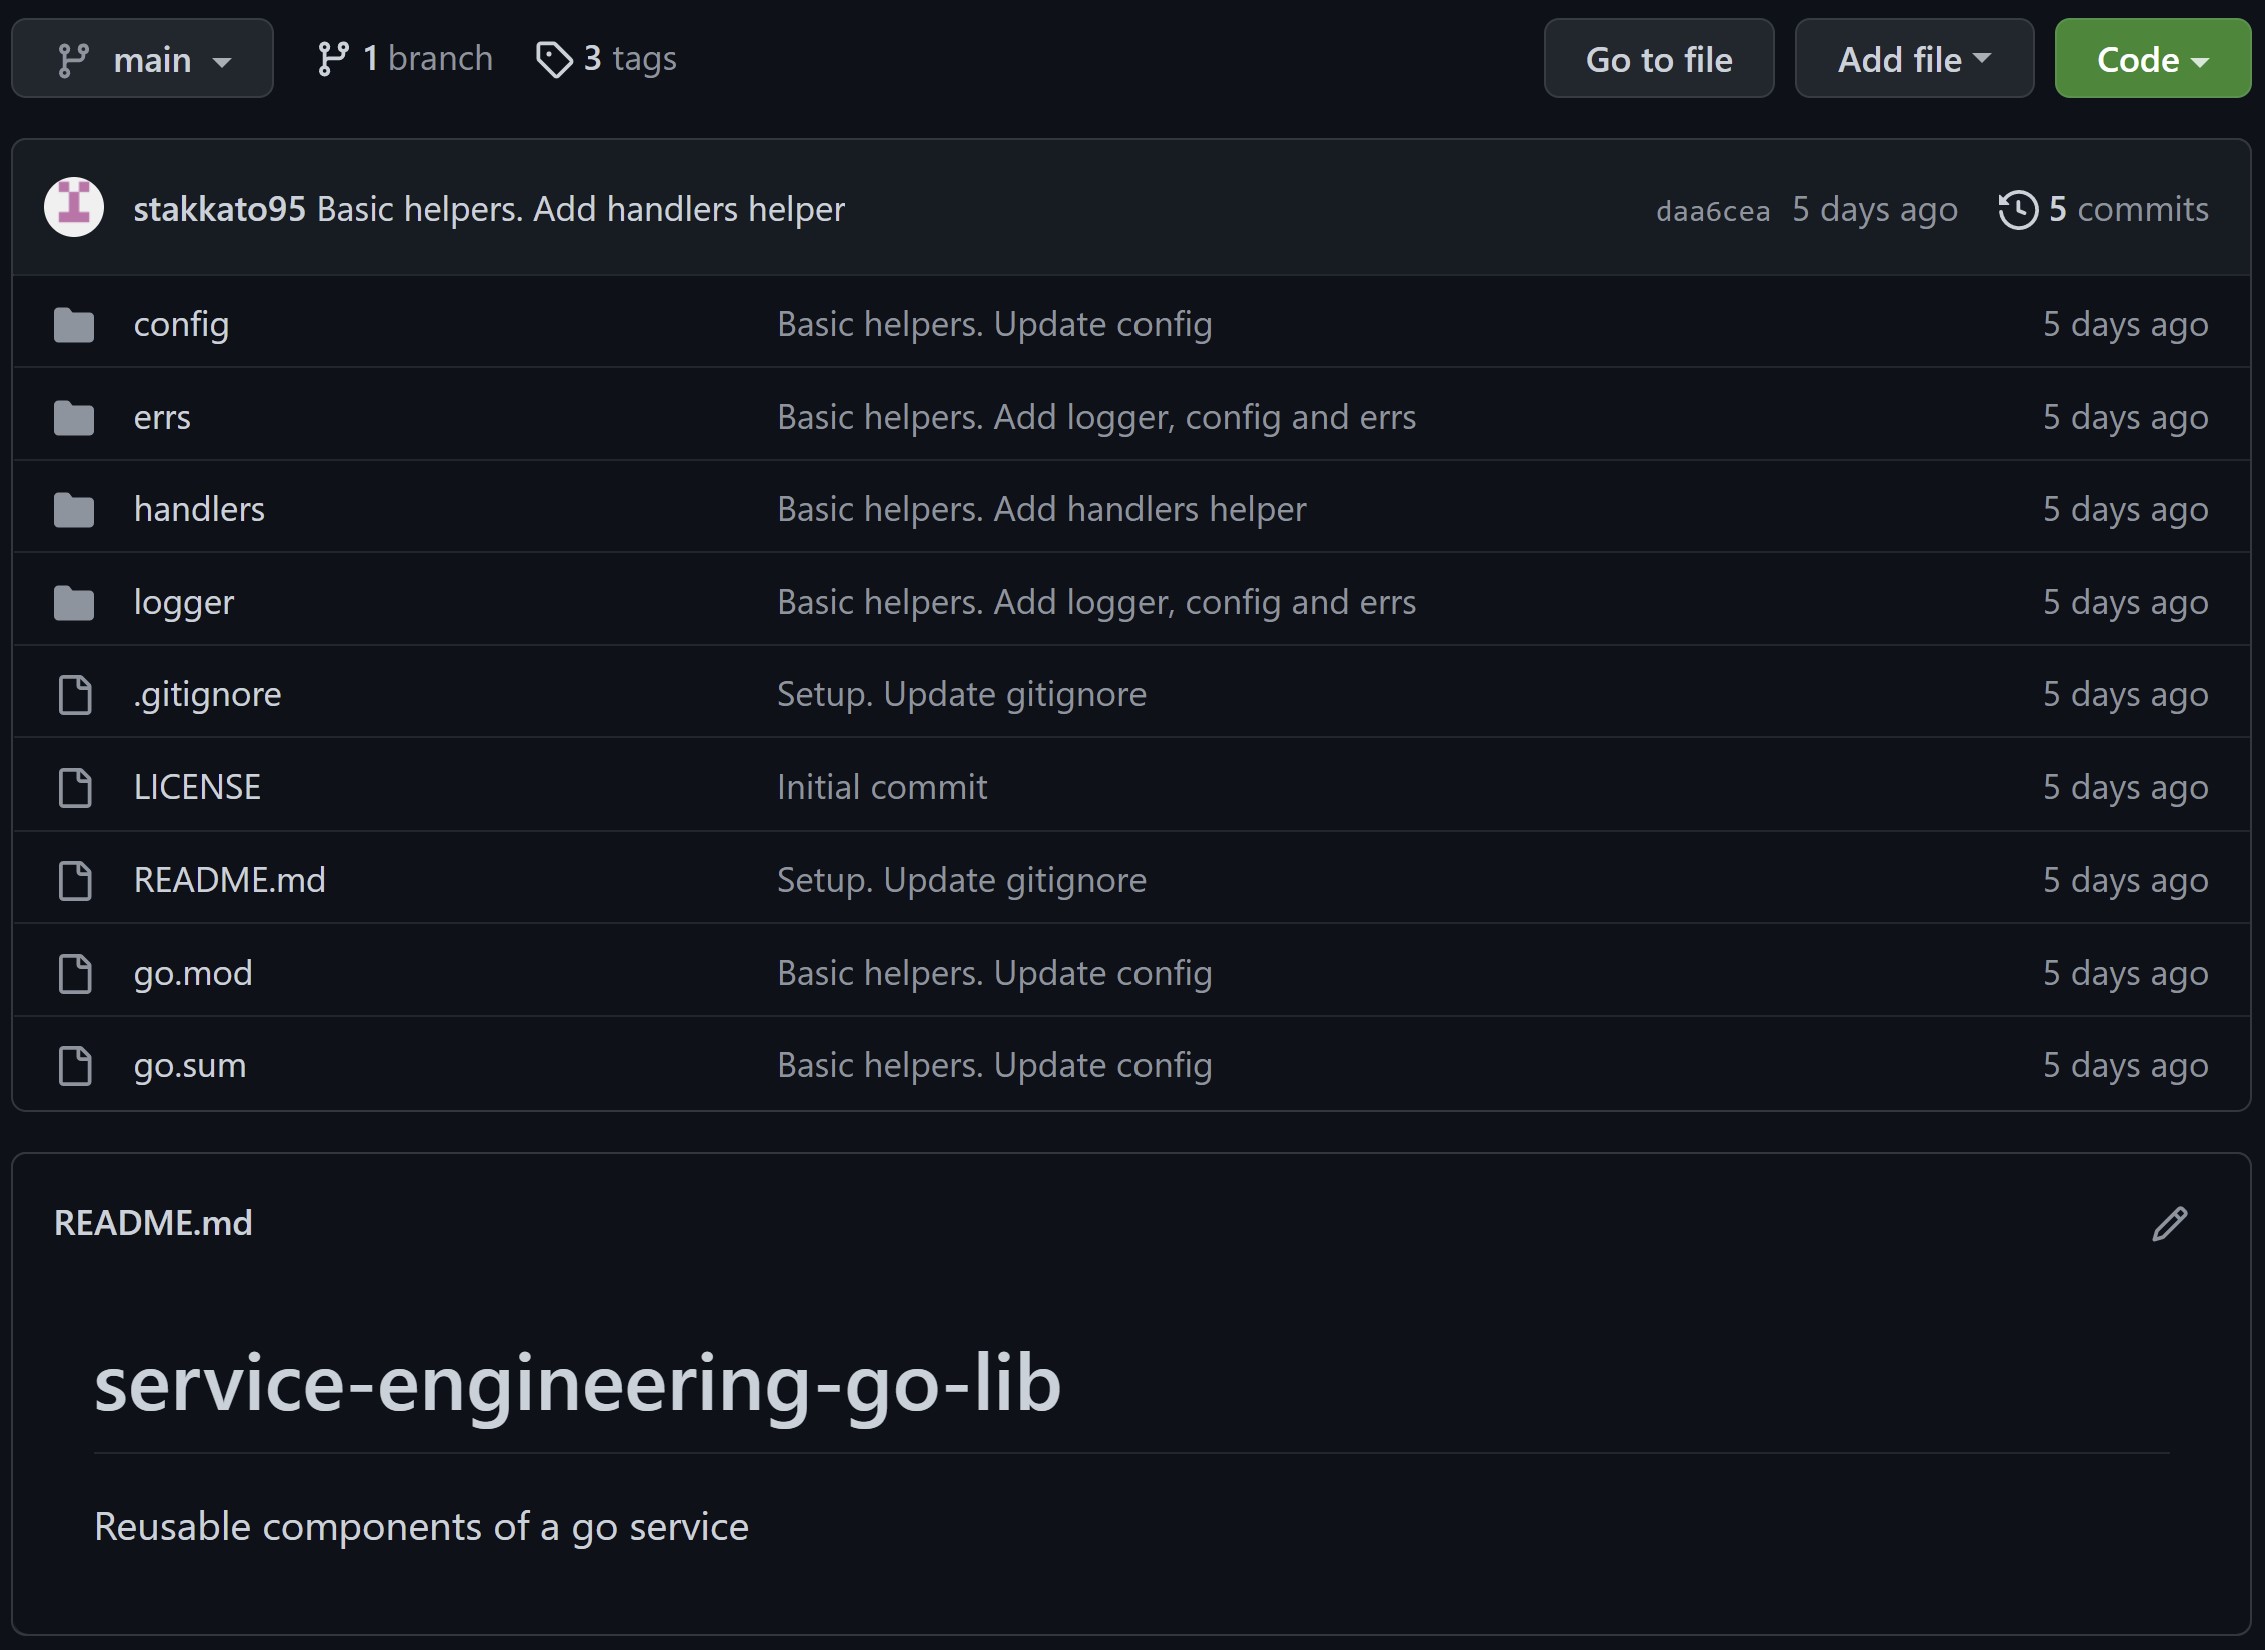 main 1 branch 3 tags Go to file Add file Code
stakkato95 Basic helpers. Add handlers helper daa6cea 5 days ago 5 commits
config Basic helpers. Update config 5 days ago
errs Basic helpers. Add logger, config and errs 5 days ago
handlers Basic helpers. Add handlers helper 5 days ago
logger Basic helpers. Add logger, config and errs 5 days ago
.gitignore Setup. Update gitignore 5 days ago
LICENSE Initial commit 5 days ago
README.md Setup. Update gitignore 5 days ago
go.mod Basic helpers. Update config 5 days ago
go.sum Basic helpers. Update config 5 days ago
README.md
service-engineering-go-lib
Reusable components of a go service